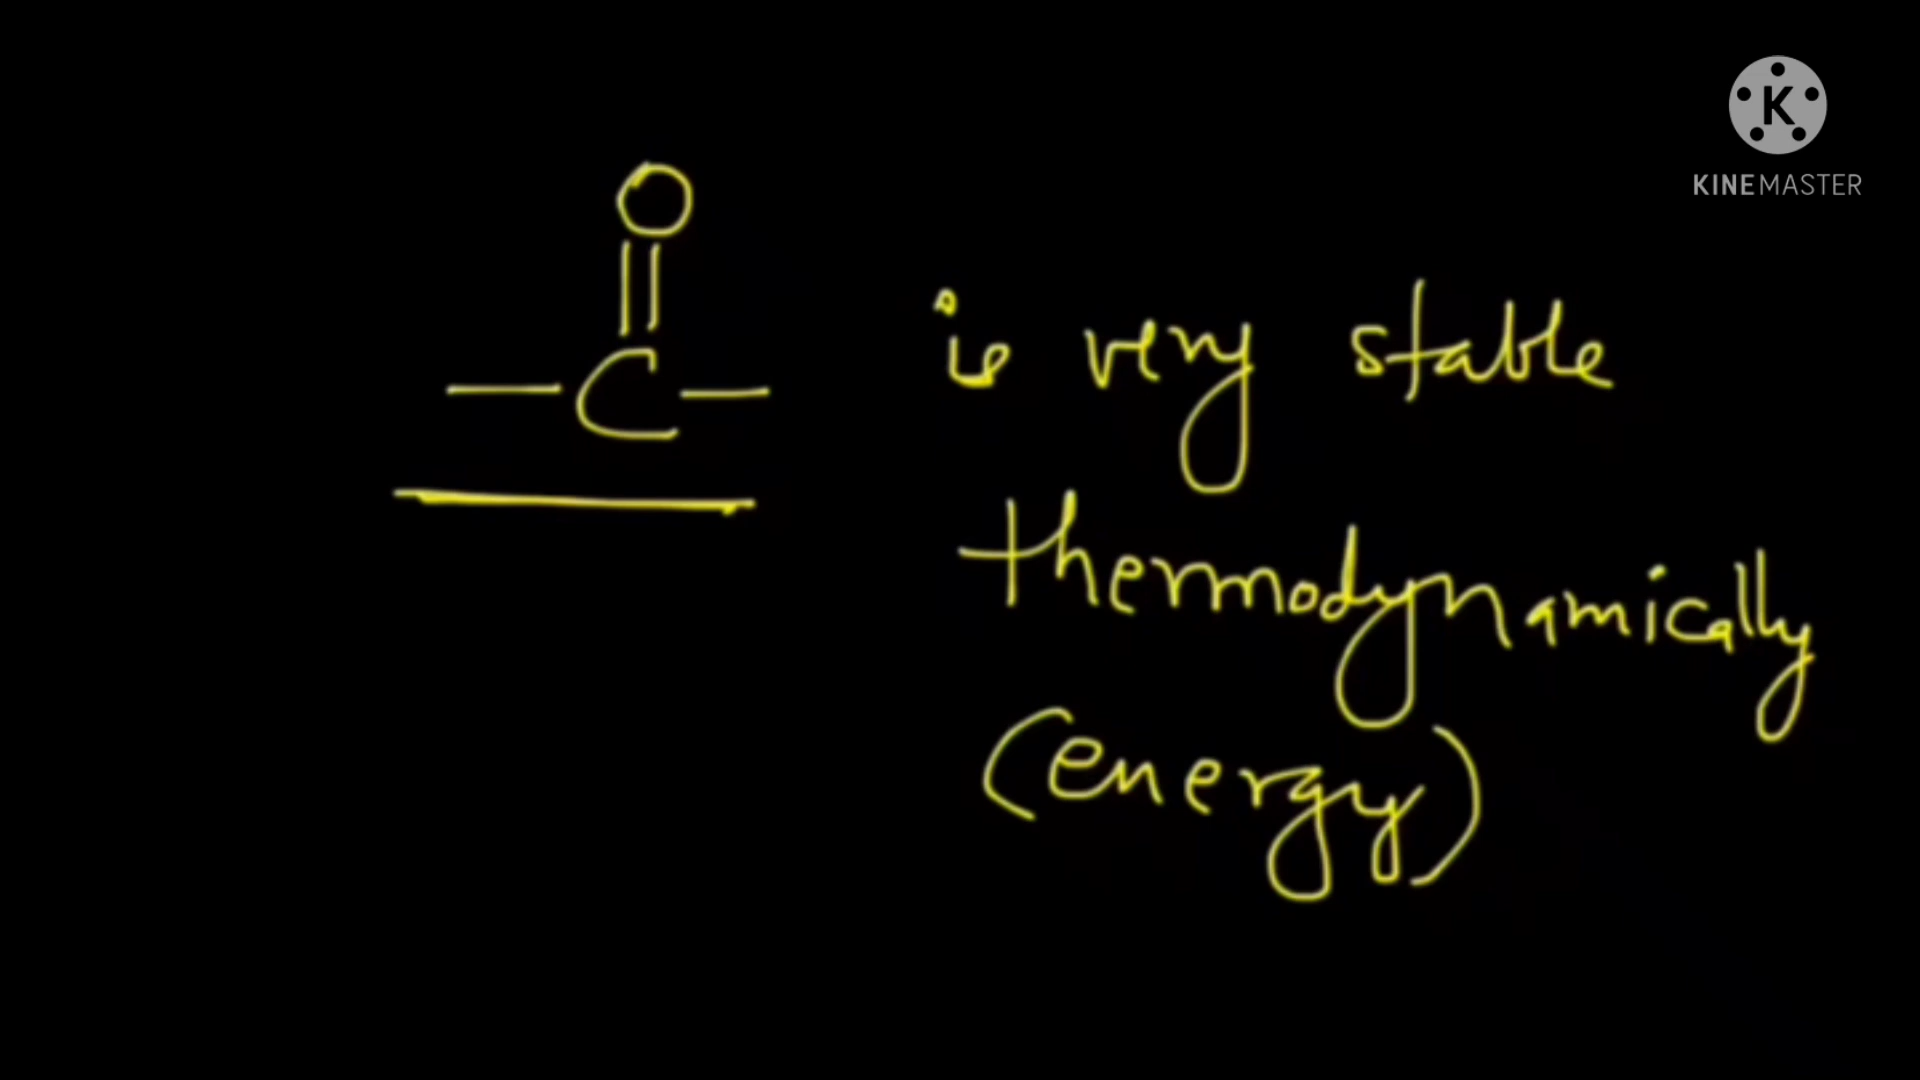 KINEMASTER
O
||
— C —
is very stable
thermodynamically
(energy)